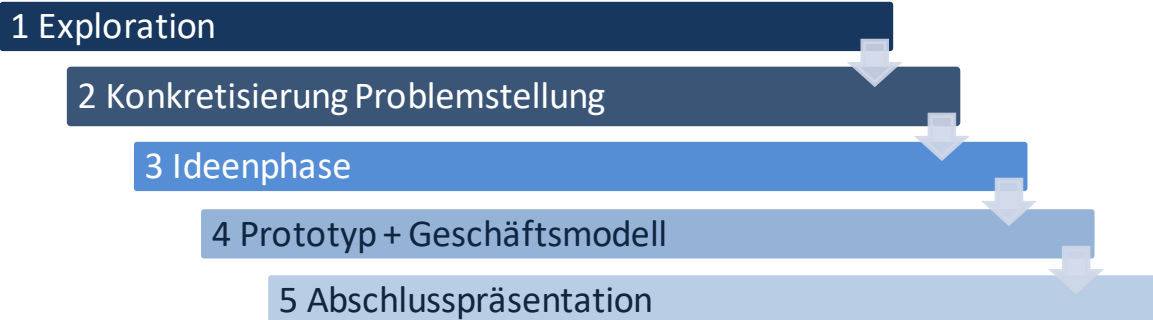 1 Exploration
2 Konkretisierung Problemstellung
3 Ideenphase
4 Prototyp + Geschäftsmodell
5 Abschlusspräsentation